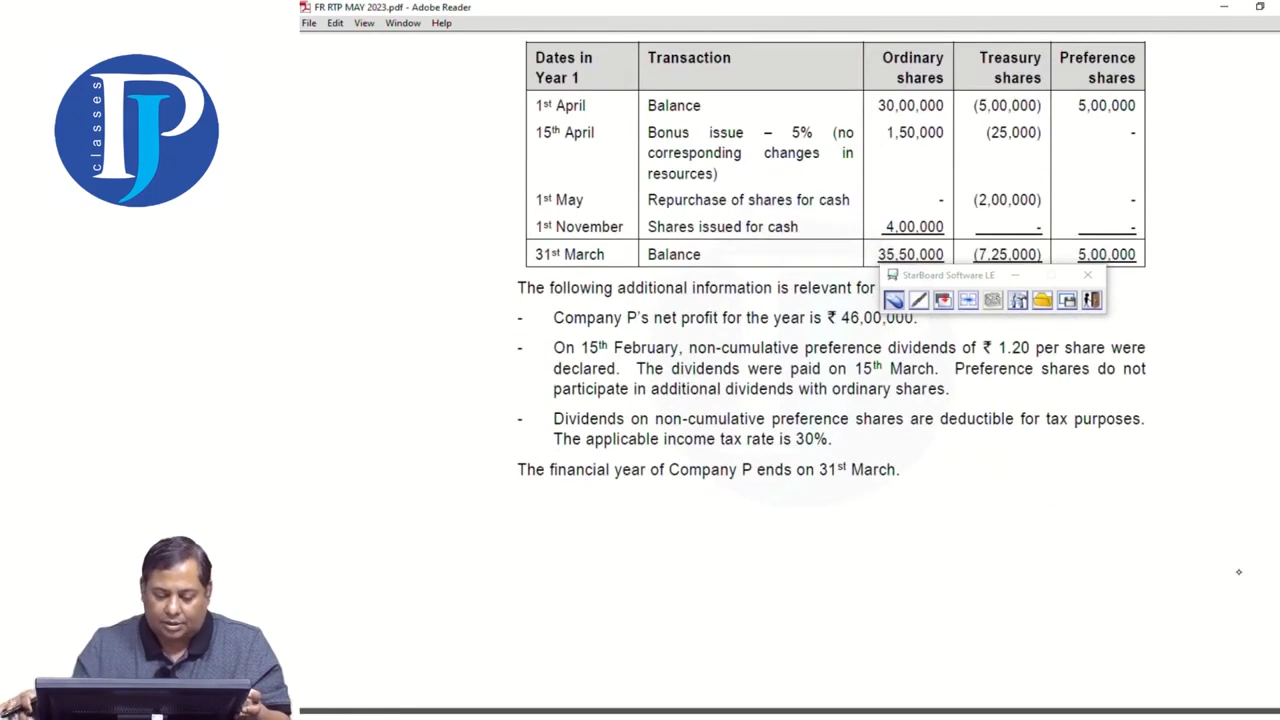 FR RTP MAY 2023.pdf - Adobe Reader
File Edit View Window Help
classes
PJ
Dates in Year 1 Transaction Ordinary shares Treasury shares Preference shares
1st April Balance 30,00,000 (5,00,000) 5,00,000
15th April Bonus issue – 5% (no corresponding changes in resources) 1,50,000 (25,000) -
1st May Repurchase of shares for cash - (2,00,000) -
1st November Shares issued for cash 4,00,000 - -
31st March Balance 35,50,000 (7,25,000) 5,00,000
StarBoard Software LE
The following additional information is relevant for
- Company P's net profit for the year is ₹ 46,00,000.
- On 15th February, non-cumulative preference dividends of ₹ 1.20 per share were
declared. The dividends were paid on 15th March. Preference shares do not
participate in additional dividends with ordinary shares.
- Dividends on non-cumulative preference shares are deductible for tax purposes.
The applicable income tax rate is 30%.
The financial year of Company P ends on 31st March.